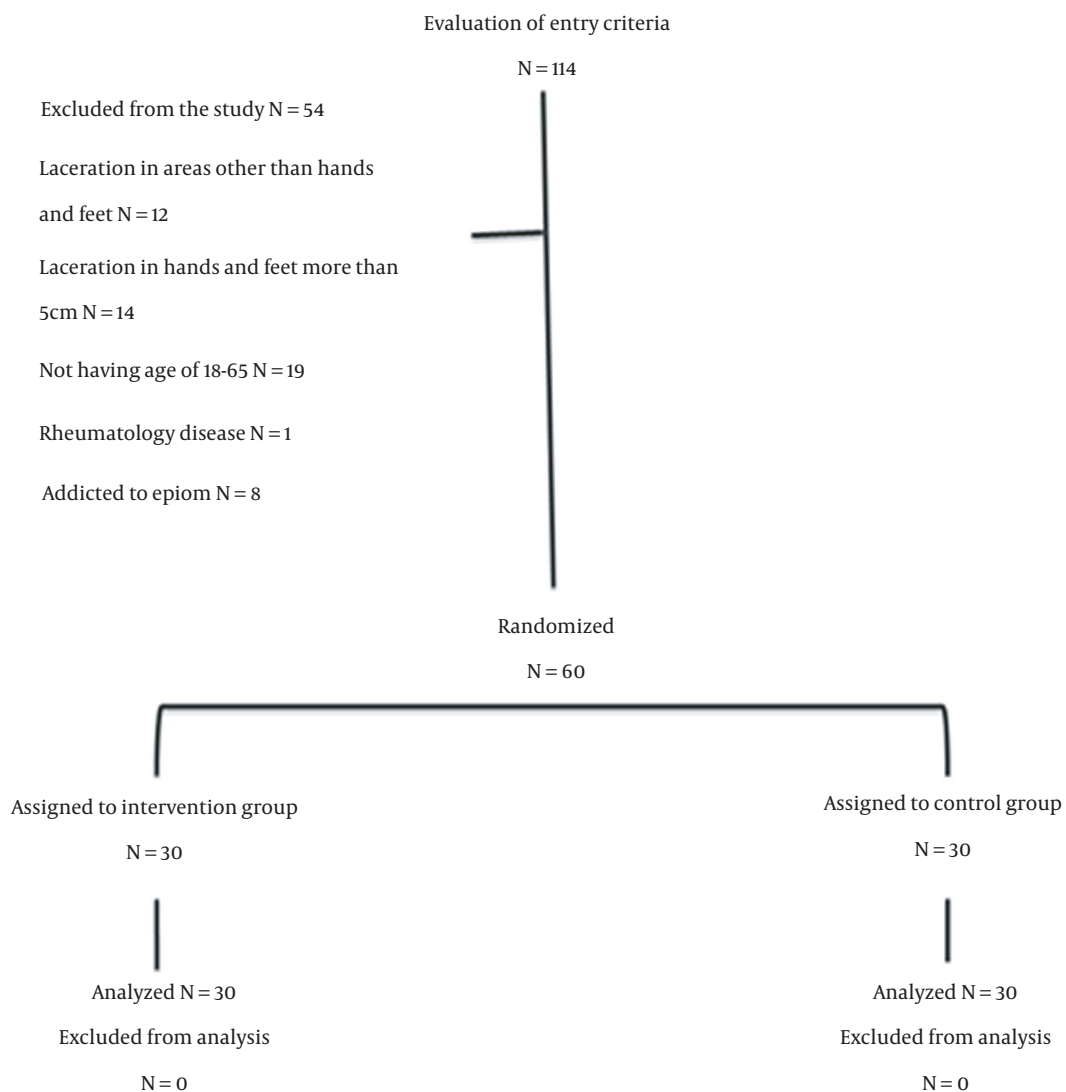 Evaluation of entry criteria
N = 114
Excluded from the study N = 54
Laceration in areas other than hands
and feet N = 12
Laceration in hands and feet more than
5cm N = 14
Not having age of 18-65 N = 19
Rheumatology disease N = 1
Addicted to epiom N = 8
Randomized
N = 60
Assigned to intervention group
N = 30
Analyzed N = 30
Excluded from analysis
N = 0
Assigned to control group
N = 30
Analyzed N = 30
Excluded from analysis
N = 0